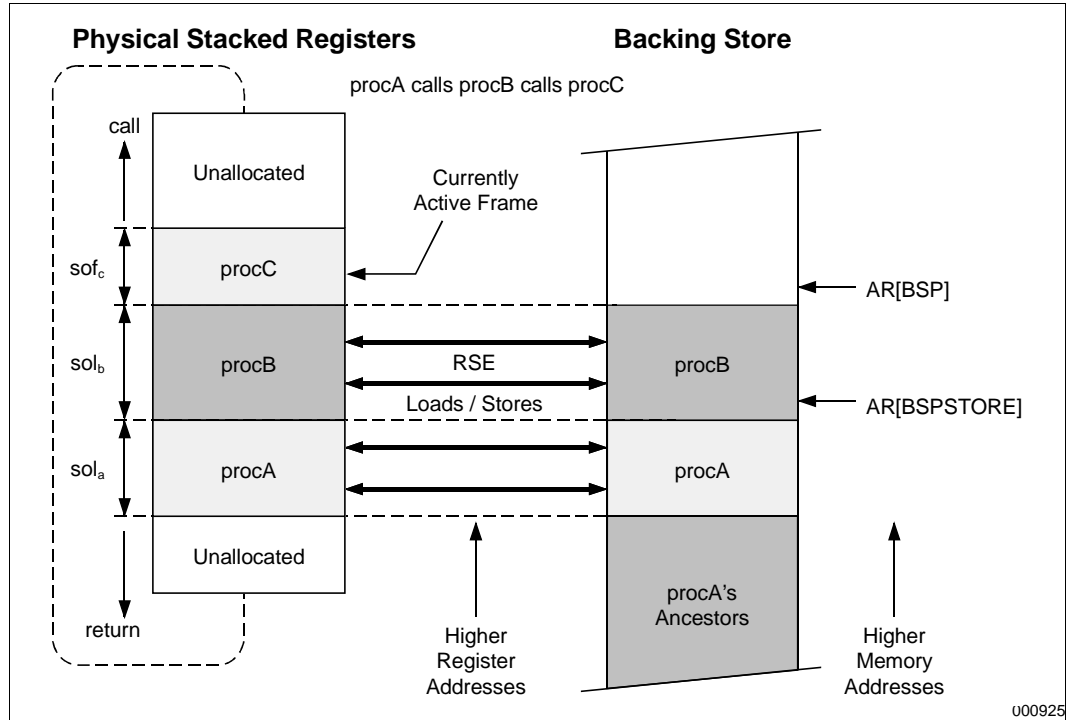 Physical Stacked Registers
Backing Store
procA calls procB calls procC
call
Unallocated
Currently
Active Frame
sofc
procC
AR[BSP]
solb
procB
RSE
Loads / Stores
procB
AR[BSPSTORE]
sola
procA
procA
Unallocated
return
Higher
Register
Addresses
procA's
Ancestors
Higher
Memory
Addresses
000925